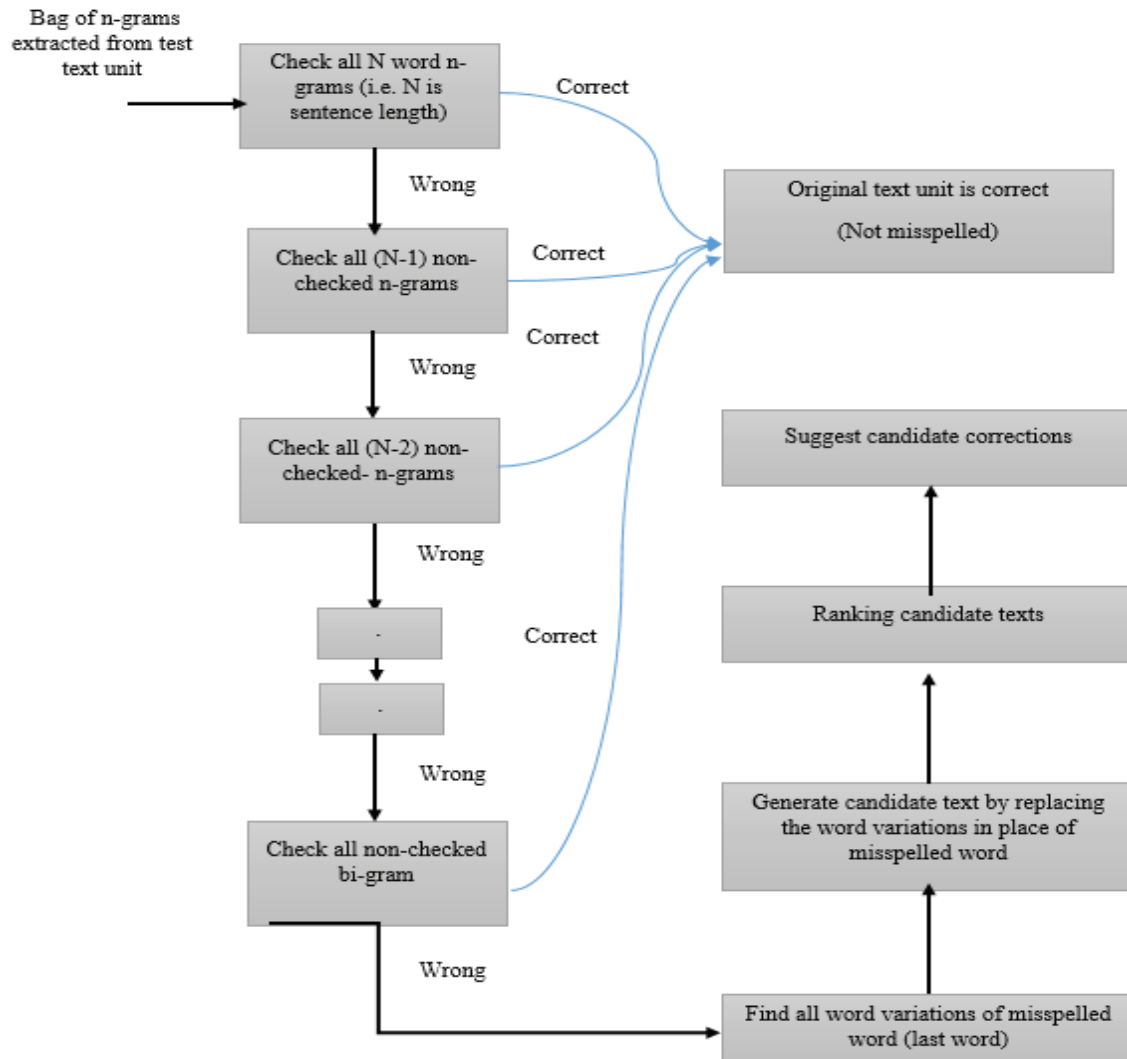 Bag of n-grams
extracted from test
text unit
Check all N word n-
grams (i.e. N is
sentence length)
Correct
Wrong
Original text unit is correct
(Not misspelled)
Check all (N-1) non-
checked n-grams
Correct
Correct
Wrong
Check all (N-2) non-
checked- n-grams
Suggest candidate corrections
Wrong
.
Ranking candidate texts
Correct
.
Wrong
Generate candidate text by replacing
the word variations in place of
misspelled word
Check all non-checked
bi-gram
Wrong
Find all word variations of misspelled
word (last word)